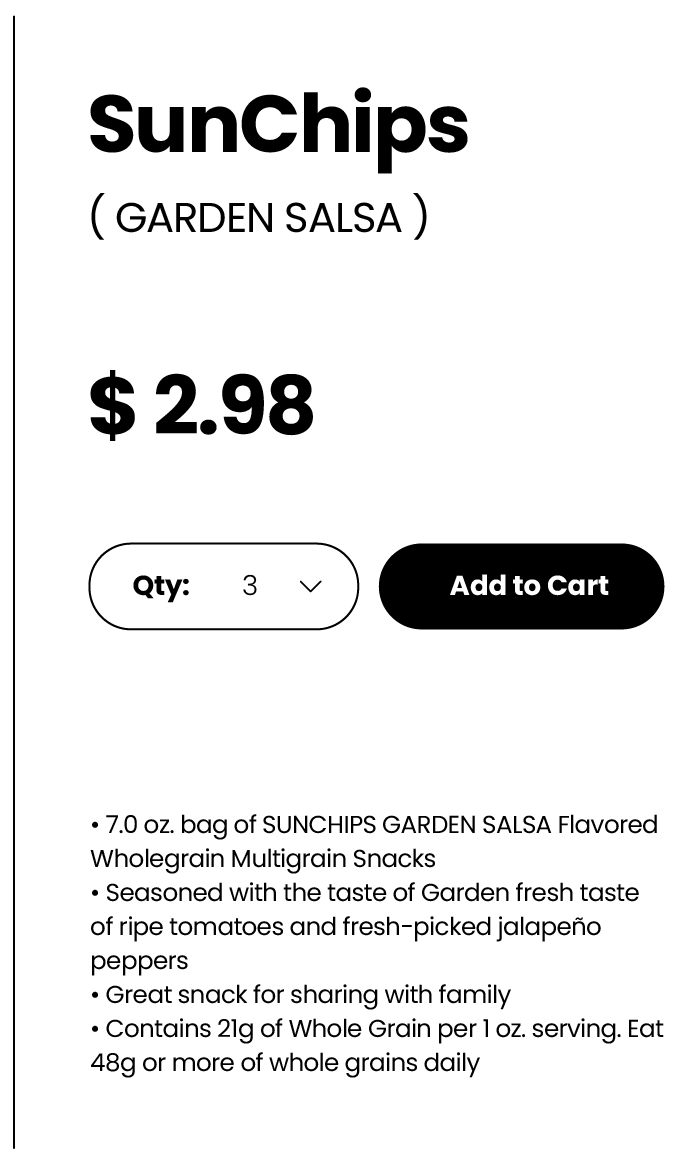 SunChips
( GARDEN SALSA )
$ 2.98
Qty: 3 Add to Cart
• 7.0 oz. bag of SUNCHIPS GARDEN SALSA Flavored
Wholegrain Multigrain Snacks
• Seasoned with the taste of Garden fresh taste
of ripe tomatoes and fresh-picked jalapeño
peppers
• Great snack for sharing with family
• Contains 21g of Whole Grain per 1 oz. serving. Eat
48g or more of whole grains daily